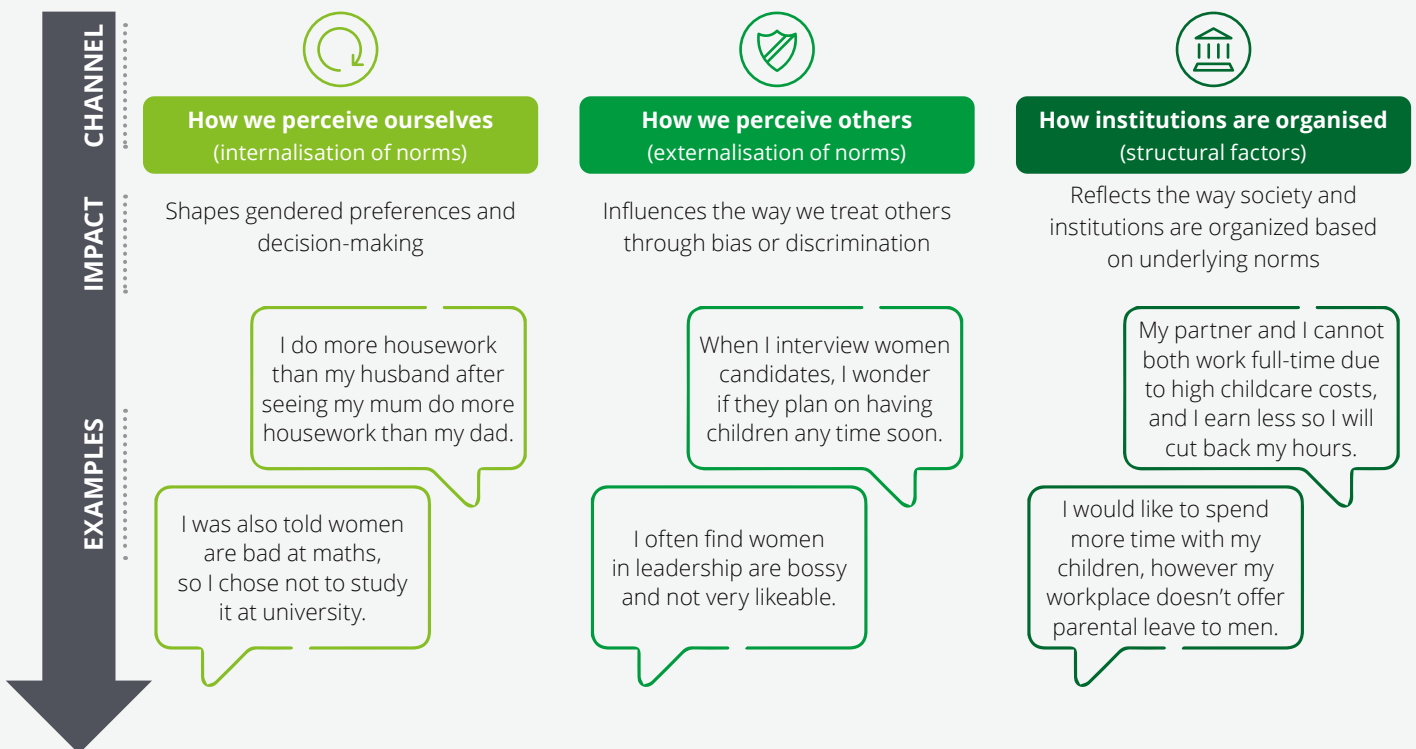 CHANNEL
How we perceive ourselves
(internalisation of norms)
How we perceive others
(externalisation of norms)
How institutions are organised
(structural factors)
IMPACT
Shapes gendered preferences and
decision-making
Influences the way we treat others
through bias or discrimination
Reflects the way society and
institutions are organized based
on underlying norms
EXAMPLES
I do more housework
than my husband after
seeing my mum do more
housework than my dad.
When I interview women
candidates, I wonder
if they plan on having
children any time soon.
My partner and I cannot
both work full-time due
to high childcare costs,
and I earn less so I will
cut back my hours.
I was also told women
are bad at maths,
so I chose not to study
it at university.
I often find women
in leadership are bossy
and not very likeable.
I would like to spend
more time with my
children, however my
workplace doesn’t offer
parental leave to men.